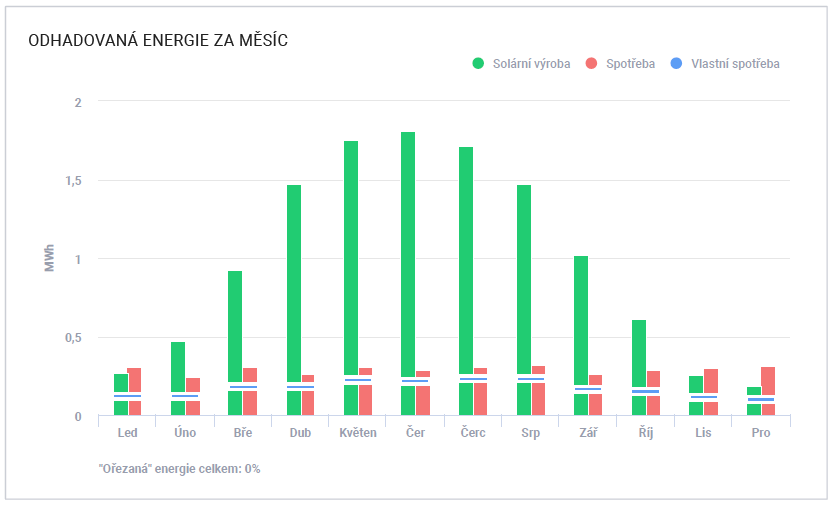 ODHADOVANÁ ENERGIE ZA MĚSÍC
Solární výroba Spotřeba Vlastní spotřeba
2
1,5
1
0,5
0
MWh
Led Úno Bře Dub Květen Čer Čerc Srp Zář Říj Lis Pro
"Ořezaná" energie celkem: 0%